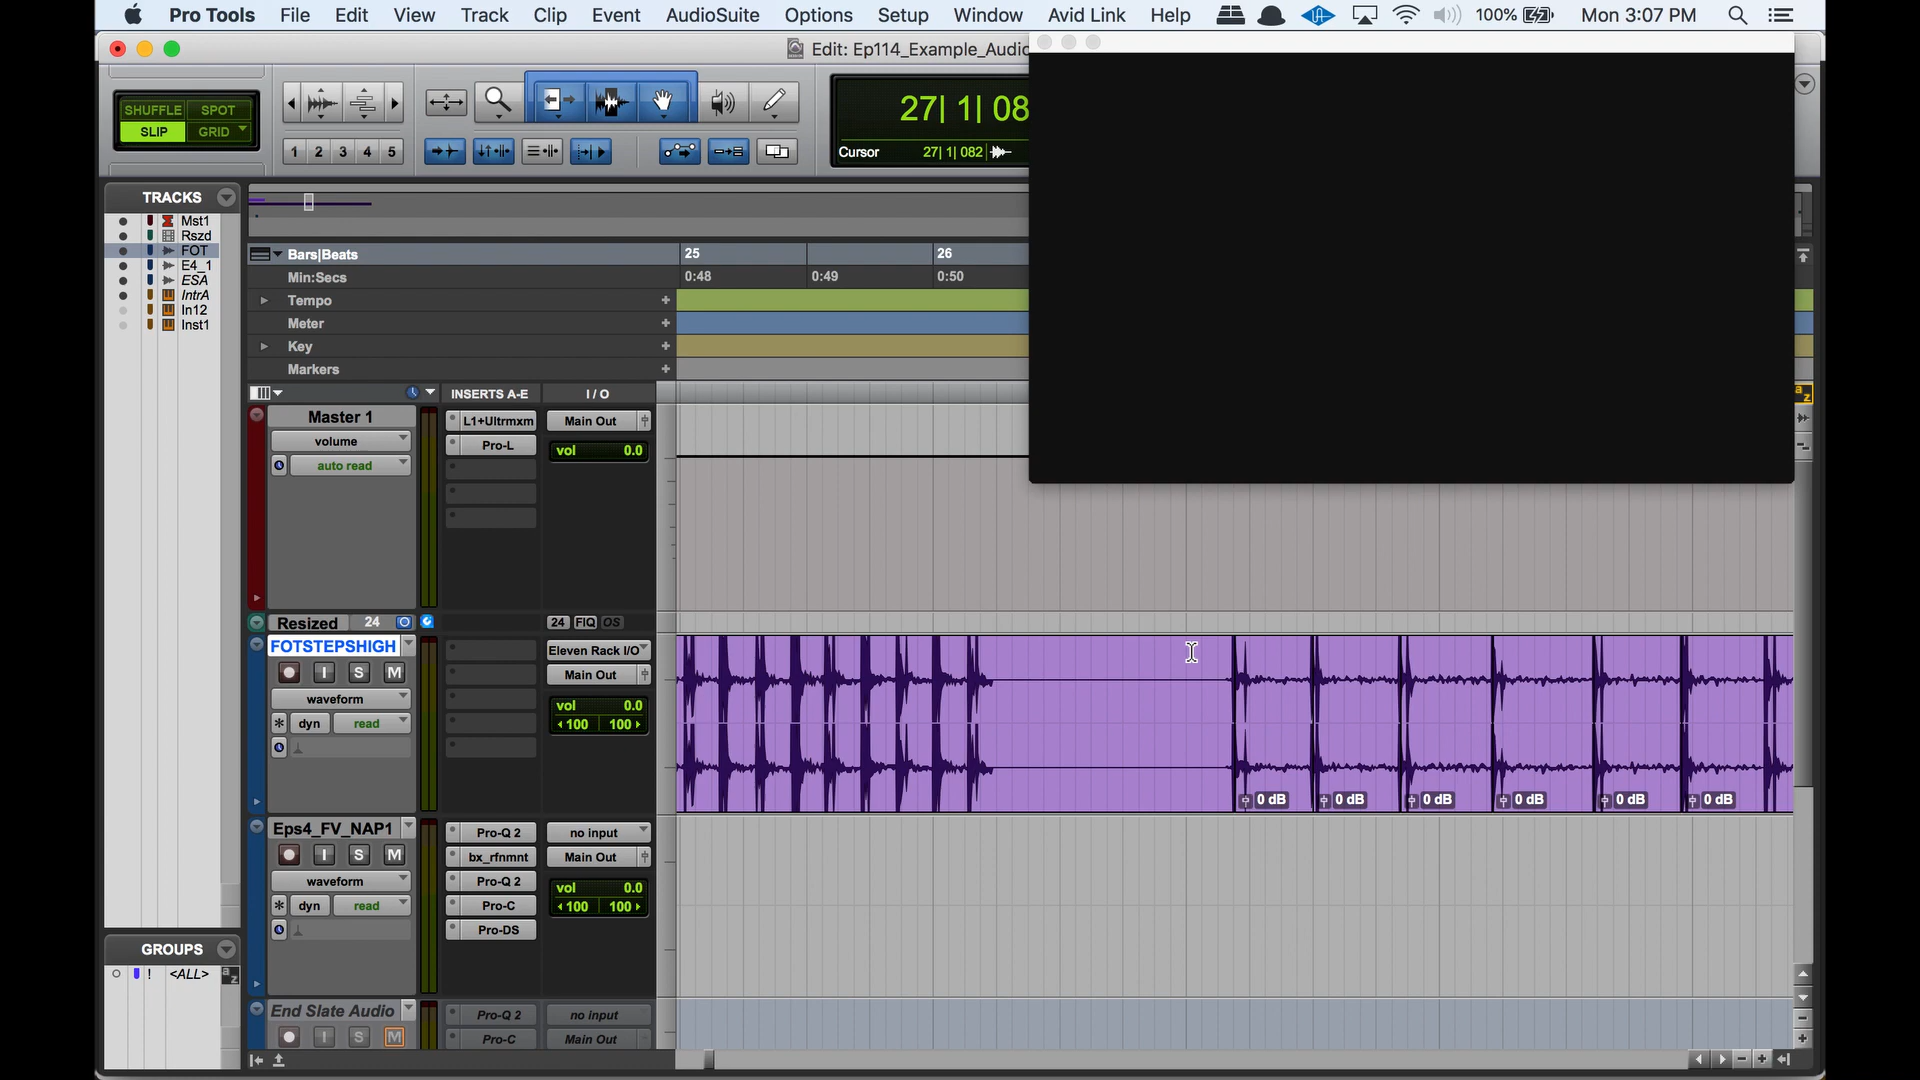 Pro Tools File Edit View Track Clip Event AudioSuite Options Setup Window Avid Link Help 100% Mon 3:07 PM
Edit: Ep114_Example_Audio
SHUFFLE SPOT
SLIP GRID
1 2 3 4 5
27| 1| 08
Cursor 27| 1| 082
TRACKS
Mst1
Rszd
FOT
E4_1
ESA
IntrA
In12
Inst1
Bars|Beats 25 26
Min:Secs 0:48 0:49 0:50
Tempo
Meter
Key
Markers
INSERTS A-E I / O
Master 1 L1+Ultrmxm Main Out
volume Pro-L vol 0.0
auto read
a z
Resized 24 24 FIQ OS
FOTSTEPSHIGH Eleven Rack I/O
I S M Main Out
waveform vol 0.0
dyn read 100 100
0 dB 0 dB 0 dB 0 dB 0 dB 0 dB
Eps4_FV_NAP1 Pro-Q 2 no input
I S M bx_rfnmnt Main Out
waveform Pro-Q 2 vol 0.0
dyn read Pro-C 100 100
Pro-DS
GROUPS
! <ALL> a z
End Slate Audio Pro-Q 2 no input
I S M Pro-C Main Out